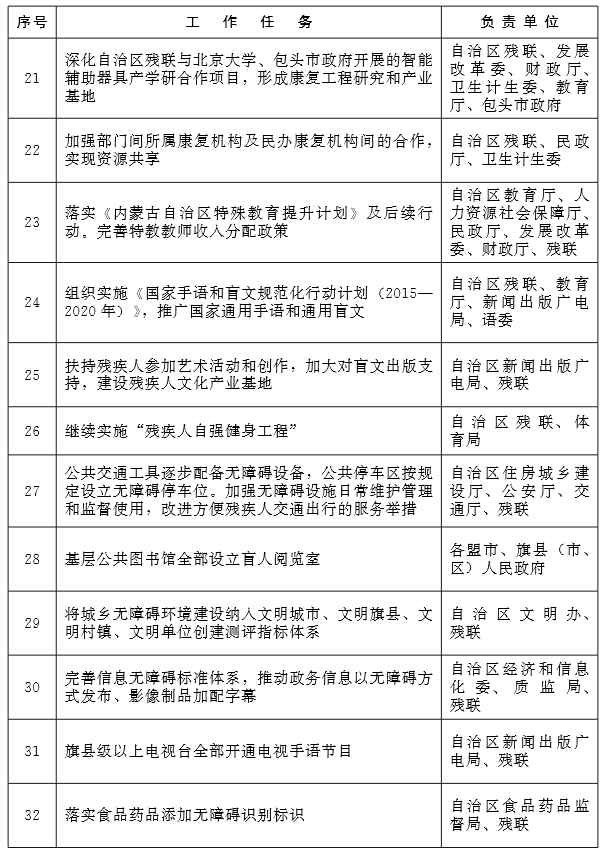 序号 工作任务 负责单位
21 深化自治区残联与北京大学、包头市政府开展的智能
辅助器具产学研合作项目，形成康复工程研究和产业
基地
自治区残联、发展
改革委、财政厅、
卫生计生委、教育
厅、包头市政府
22 加强部门间所属康复机构及民办康复机构间的合作，
实现资源共享
自治区残联、民政
厅、卫生计生委
23 落实《内蒙古自治区特殊教育提升计划》及后续行
动。完善特教教师收入分配政策
自治区教育厅、人
力资源社会保障厅、
民政厅、发展改革
委、财政厅、残联
24 组织实施《国家手语和盲文规范化行动计划（2015—
2020 年）》，推广国家通用手语和通用盲文
自治区残联、教育
厅、新闻出版广电
局、语委
25 扶持残疾人参加艺术活动和创作，加大对盲文出版支
持，建设残疾人文化产业基地
自治区新闻出版广
电局、残联
26 继续实施“残疾人自强健身工程”
自治区残联、体
育局
27 公共交通工具逐步配备无障碍设备，公共停车区按规
定设立无障碍停车位。加强无障碍设施日常维护管理
和监督使用，改进方便残疾人交通出行的服务举措
自治区住房城乡建
设厅、公安厅、交
通厅、残联
28 基层公共图书馆全部设立盲人阅览室
各盟市、旗县（市、
区）人民政府
29 将城乡无障碍环境建设纳入文明城市、文明旗县、文
明村镇、文明单位创建测评指标体系
自治区文明办、
残联
30 完善信息无障碍标准体系，推动政务信息以无障碍方
式发布、影像制品加配字幕
自治区经济和信息
化委、质监局、
残联
31 旗县级以上电视台全部开通电视手语节目
自治区新闻出版广
电局、残联
32 落实食品药品添加无障碍识别标识
自治区食品药品监
督局、残联